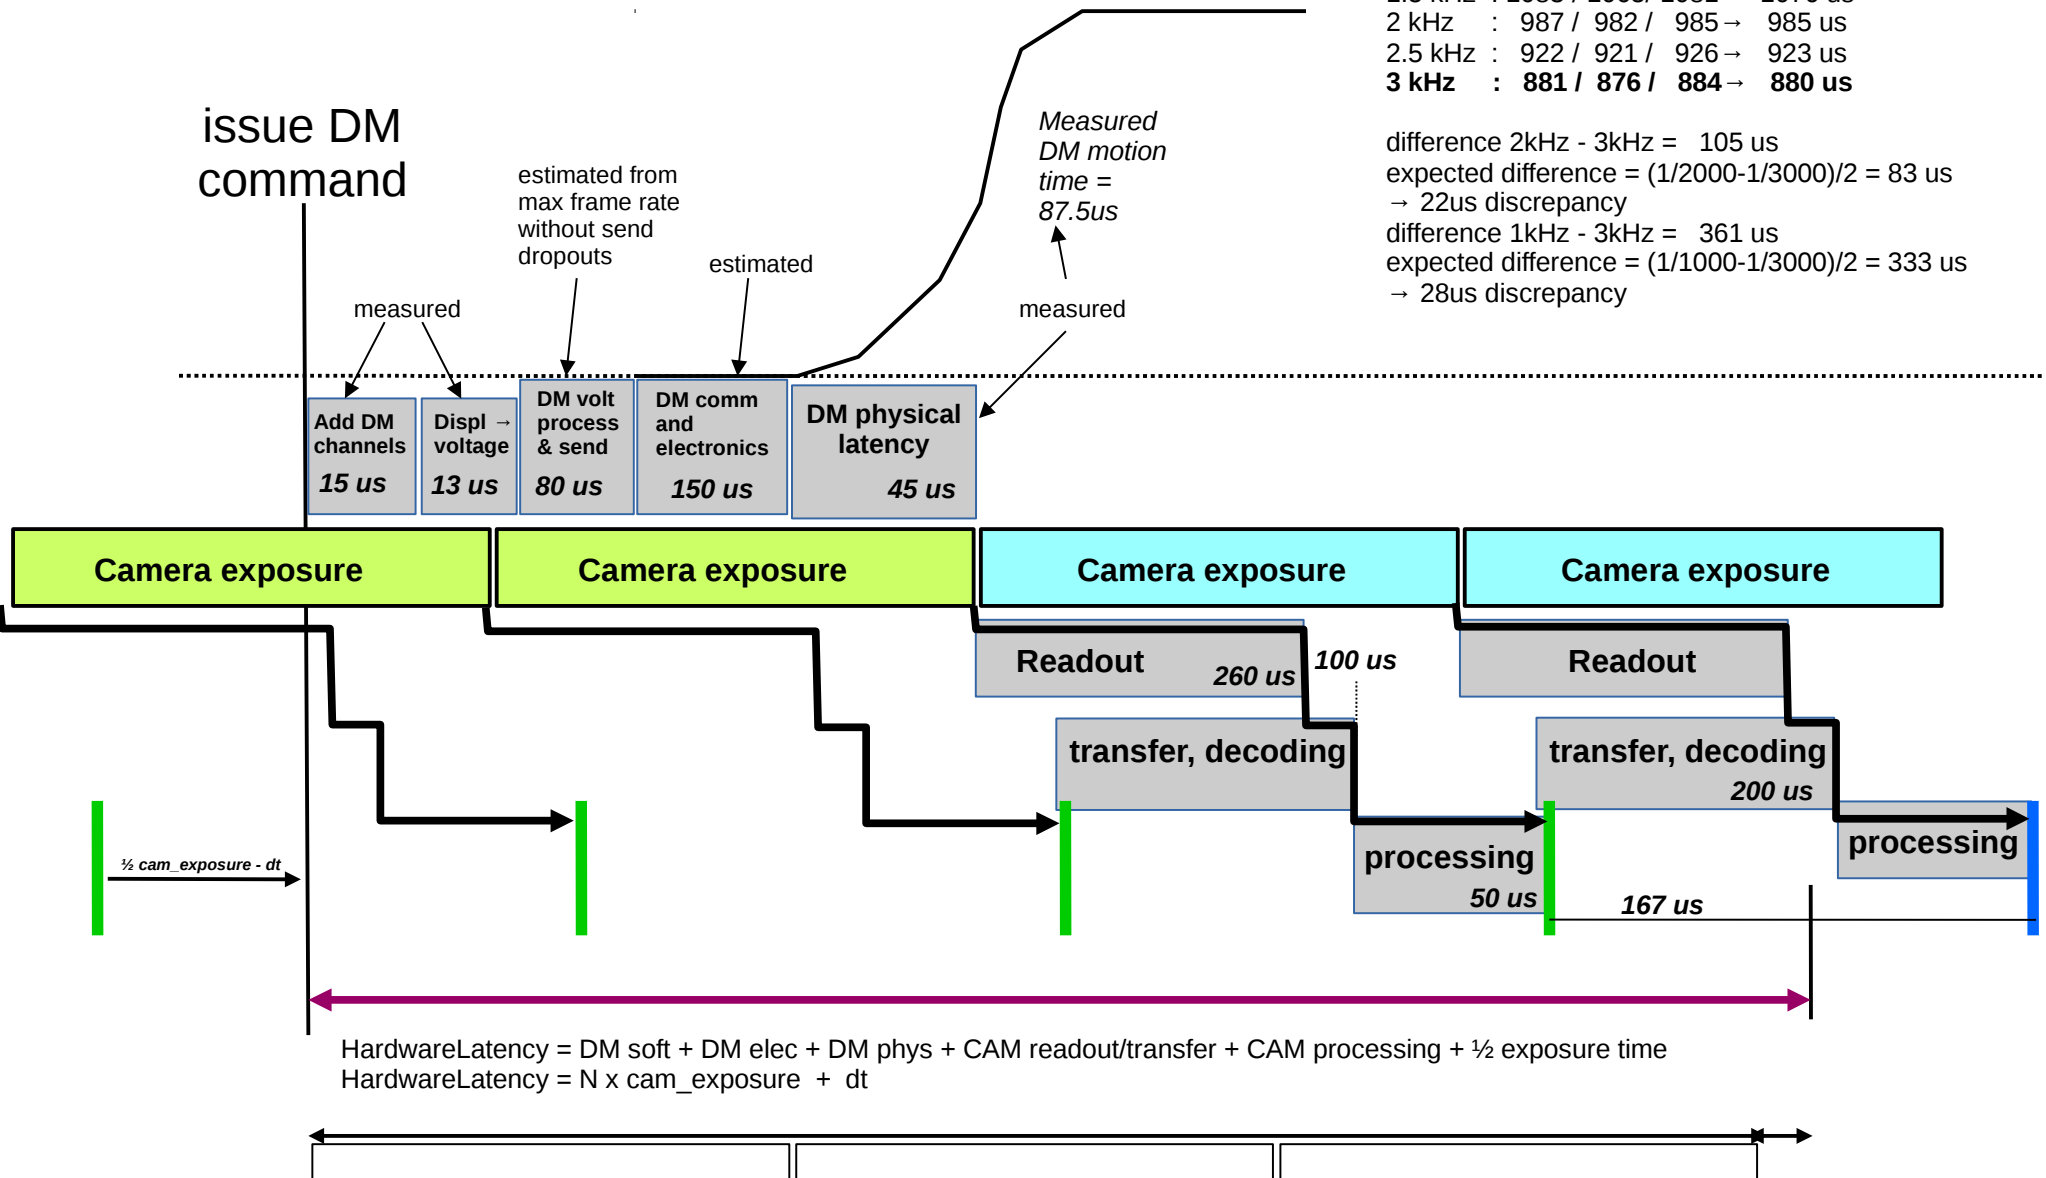 2 kHz : 987 / 982 / 985→ 985 us
2.5 kHz : 922 / 921 / 926→ 923 us
3 kHz : 881 / 876 / 884→ 880 us
difference 2kHz - 3kHz = 105 us
expected difference = (1/2000-1/3000)/2 = 83 us
→ 22us discrepancy
difference 1kHz - 3kHz = 361 us
expected difference = (1/1000-1/3000)/2 = 333 us
→ 28us discrepancy
issue DM
command
estimated from
max frame rate
without send
dropouts
estimated
measured
Measured
DM motion
time =
87.5us
measured
Add DM
channels
15 us
Displ →
voltage
13 us
DM volt
process
& send
80 us
DM comm
and
electronics
150 us
DM physical
latency
45 us
Camera exposure
Camera exposure
Camera exposure
Camera exposure
Readout
260 us
100 us
Readout
transfer, decoding
transfer, decoding
200 us
processing
50 us
processing
½ cam_exposure - dt
167 us
HardwareLatency = DM soft + DM elec + DM phys + CAM readout/transfer + CAM processing + ½ exposure time
HardwareLatency = N x cam_exposure + dt